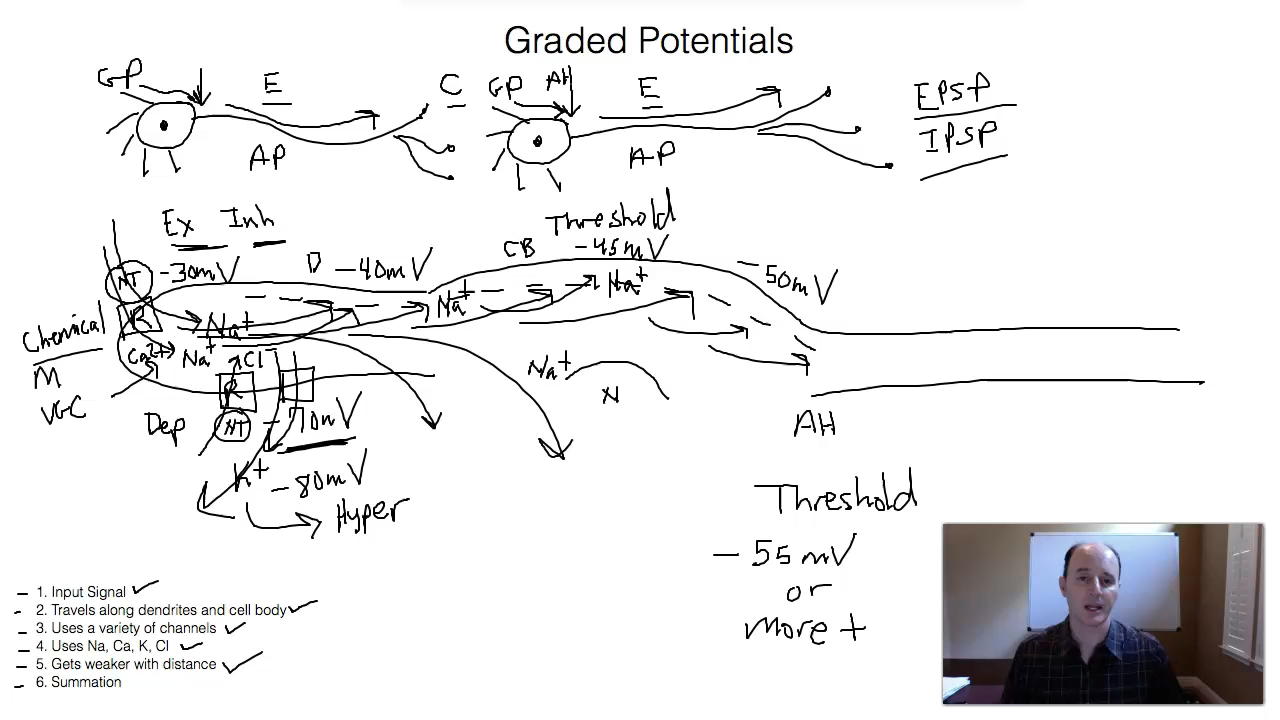 Graded Potentials
GP E C GP AH E EPSP
IPSP
AP AP
Ex Inh Threshold
CB -45mV
NT -30mV D -40mV -50mV
R Na+ Na+ Na+
Chemical Ca2+ Na+ Cl-
M Na+
VGC R N
Dep NT -70mV AH
K+ -80mV
Hyper
Threshold
-55mV
or
more +
– 1. Input Signal ✓
– 2. Travels along dendrites and cell body ✓
– 3. Uses a variety of channels ✓
– 4. Uses Na, Ca, K, Cl ✓
– 5. Gets weaker with distance ✓
– 6. Summation